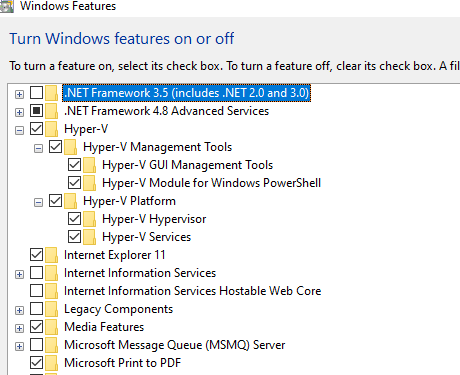 Windows Features
Turn Windows features on or off
To turn a feature on, select its check box. To turn a feature off, clear its check box. A fil
.NET Framework 3.5 (includes .NET 2.0 and 3.0)
.NET Framework 4.8 Advanced Services
Hyper-V
Hyper-V Management Tools
Hyper-V GUI Management Tools
Hyper-V Module for Windows PowerShell
Hyper-V Platform
Hyper-V Hypervisor
Hyper-V Services
Internet Explorer 11
Internet Information Services
Internet Information Services Hostable Web Core
Legacy Components
Media Features
Microsoft Message Queue (MSMQ) Server
Microsoft Print to PDF